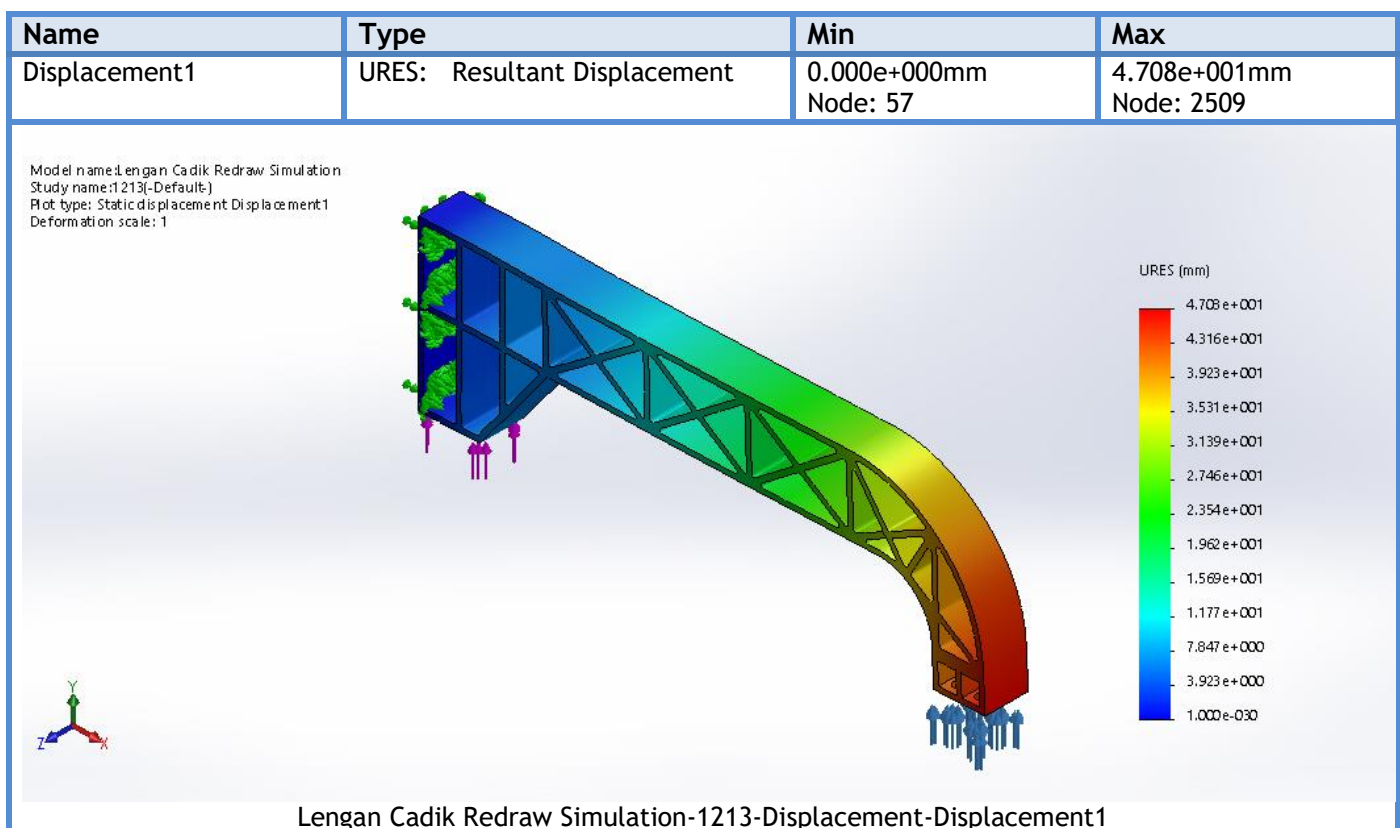 Name Type Min Max
Displacement1 URES: Resultant Displacement 0.000e+000mm 4.708e+001mm
Node: 57 Node: 2509
Model name:Lengan Cadik Redraw Simulation
Study name:1213(-Default-)
Plot type: Static displacement Displacement1
Deformation scale: 1
URES (mm)
4.708e+001
4.316e+001
3.923e+001
3.531e+001
3.139e+001
2.746e+001
2.354e+001
1.962e+001
1.569e+001
1.177e+001
7.847e+000
3.923e+000
1.000e-030
Y
Z X
Lengan Cadik Redraw Simulation-1213-Displacement-Displacement1